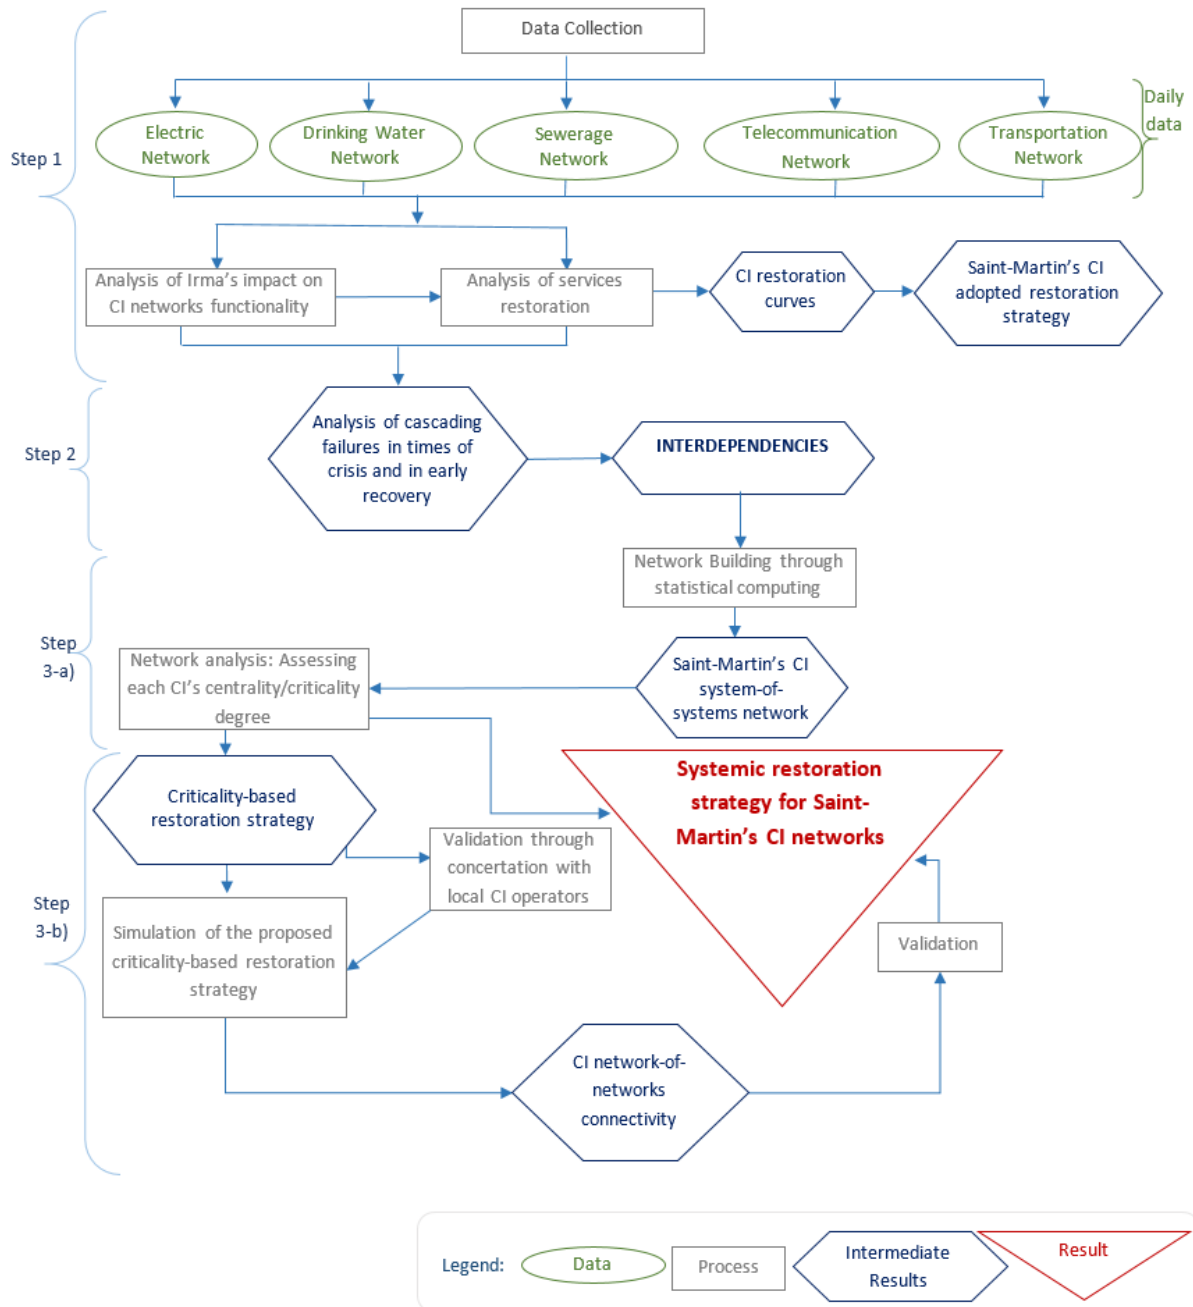 Data Collection
Daily
data
Electric
Network
Drinking Water
Network
Sewerage
Network
Telecommunication
Network
Transportation
Network
Step 1
Analysis of Irma's impact on
CI networks functionality
Analysis of services
restoration
CI restoration
curves
Saint-Martin's CI
adopted restoration
strategy
Step 2
Analysis of cascading
failures in times of
crisis and in early
recovery
INTERDEPENDENCIES
Network Building through
statistical computing
Step
3-a)
Network analysis: Assessing
each CI's centrality/criticality
degree
Saint-Martin's CI
system-of-
systems network
Criticality-based
restoration strategy
Systemic restoration
strategy for Saint-
Martin's CI networks
Validation through
concertation with
local CI operators
Step
3-b)
Simulation of the proposed
criticality-based restoration
strategy
Validation
CI network-of-
networks
connectivity
Legend:
Data
Process
Intermediate
Results
Result